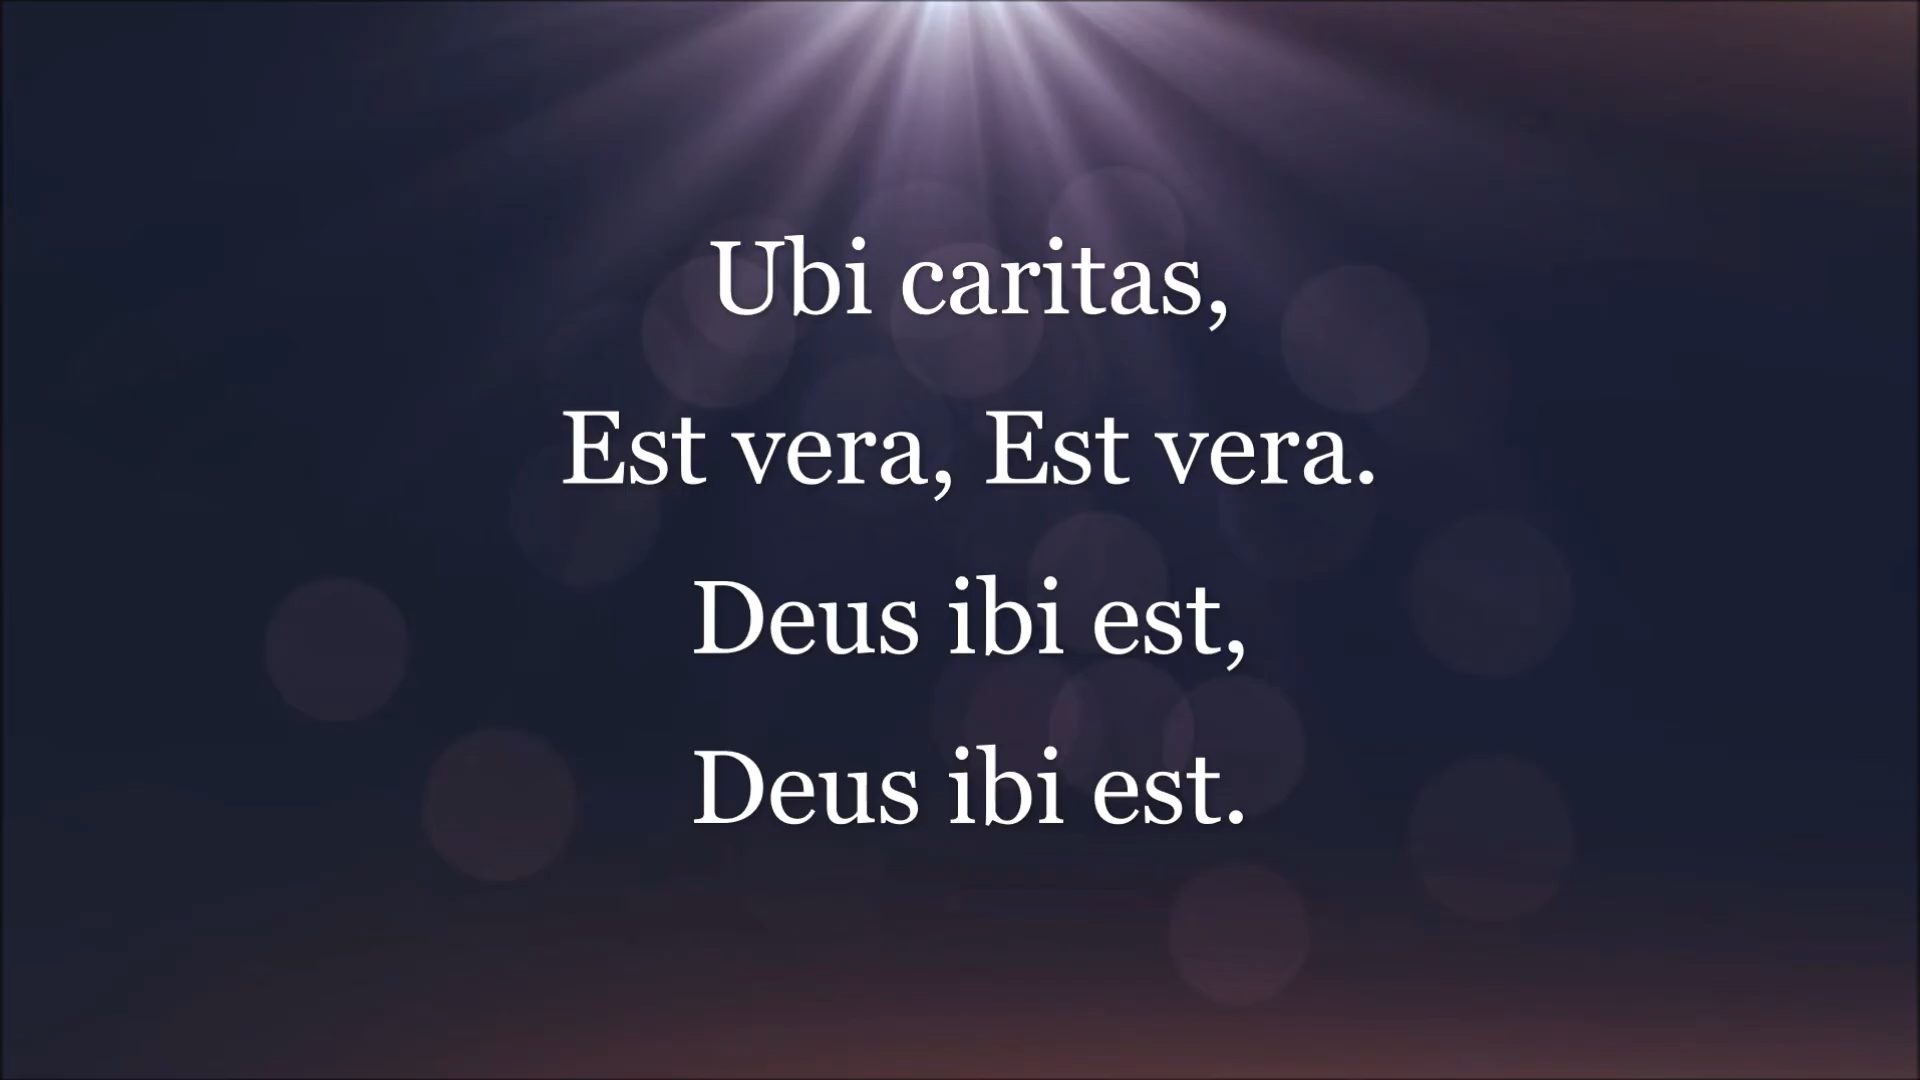 Ubi caritas,
Est vera, Est vera.
Deus ibi est,
Deus ibi est.